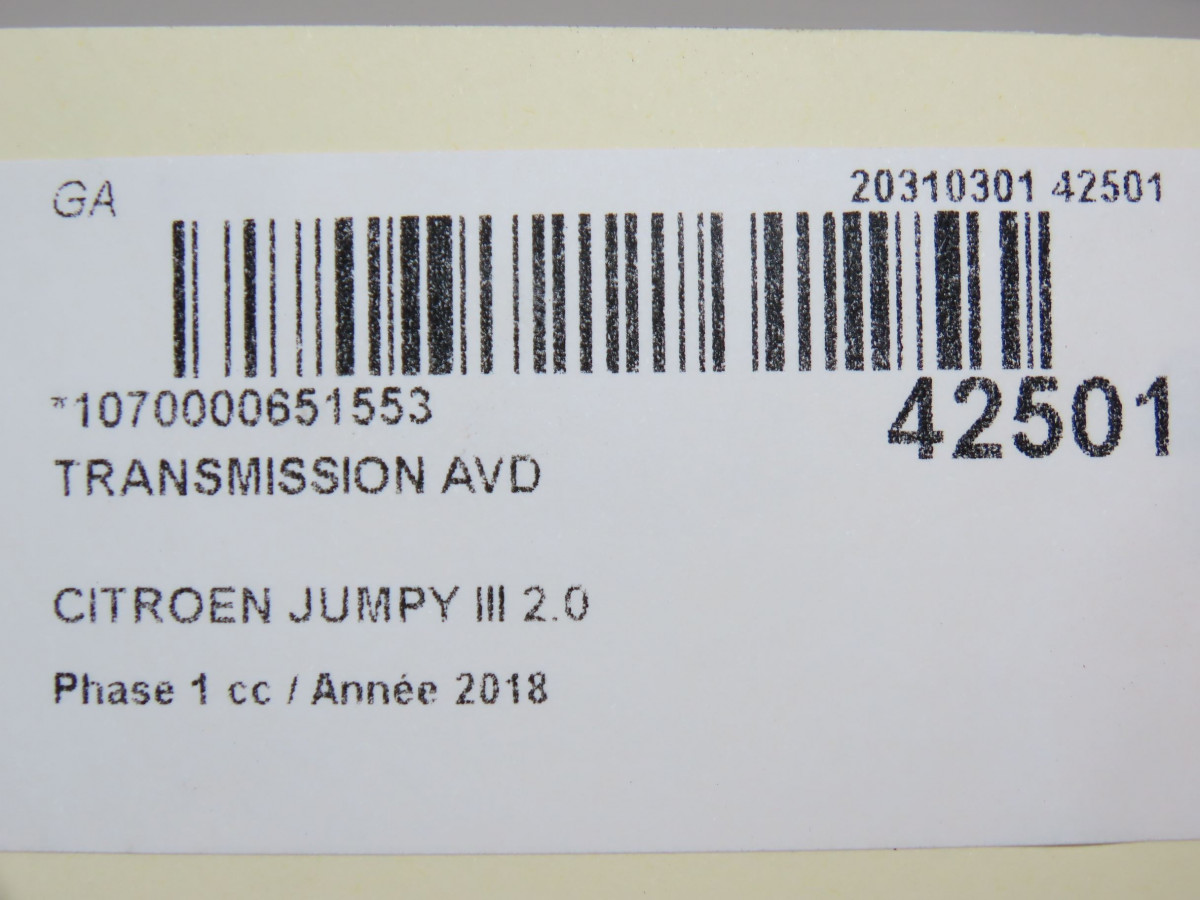 GA
20310301 42501
*1070000651553
42501
TRANSMISSION AVD
CITROEN JUMPY III 2.0
Phase 1 cc / Année 2018